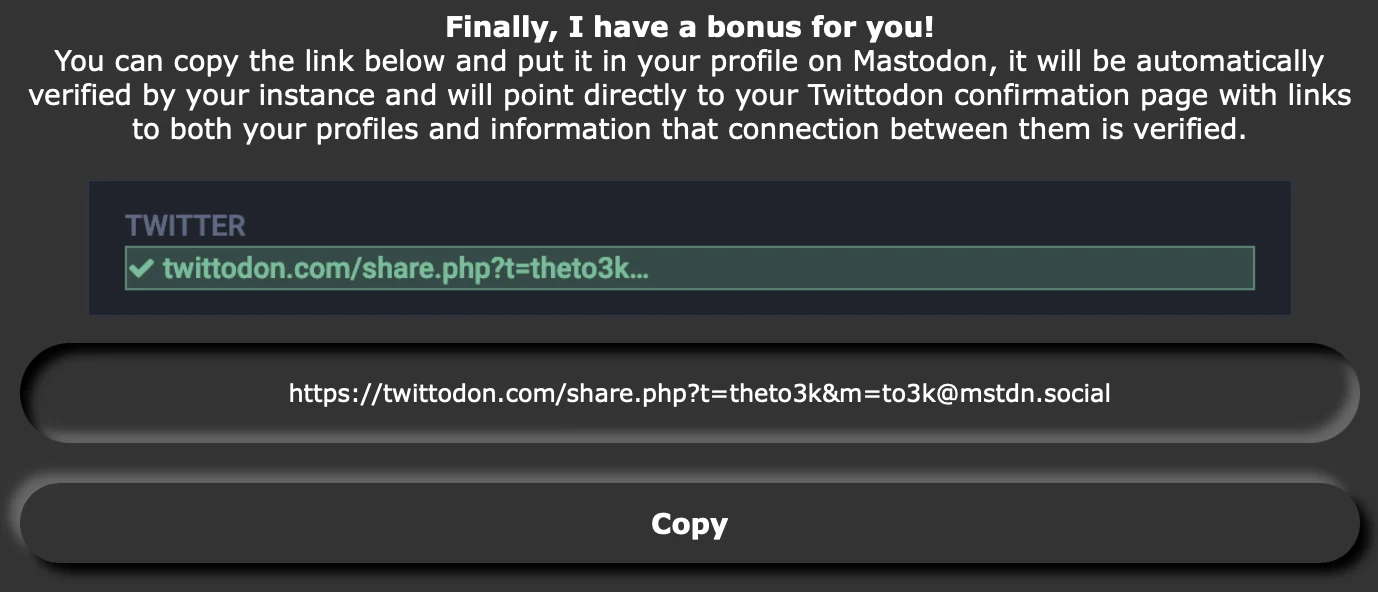 Finally, I have a bonus for you!
You can copy the link below and put it in your profile on Mastodon, it will be automatically
verified by your instance and will point directly to your Twittodon confirmation page with links
to both your profiles and information that connection between them is verified.
TWITTER
✔ twittodon.com/share.php?t=theto3k...
https://twittodon.com/share.php?t=theto3k&m=to3k@mstdn.social
Copy